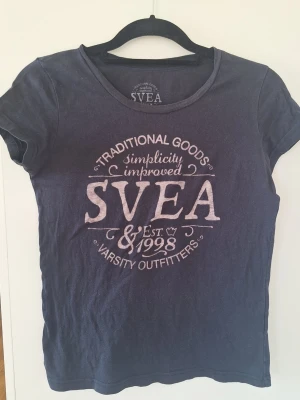 SVEA
TRADITIONAL GOODS
simplicity
improved
SVEA
& EST.
1998
VARSITY OUTFITTERS